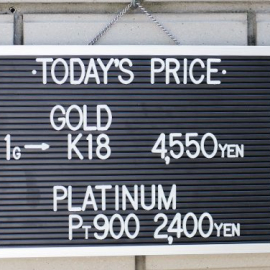 ·TODAY'S PRICE·
GOLD
1G → K18 4,550YEN
PLATINUM
PT900 2,400YEN